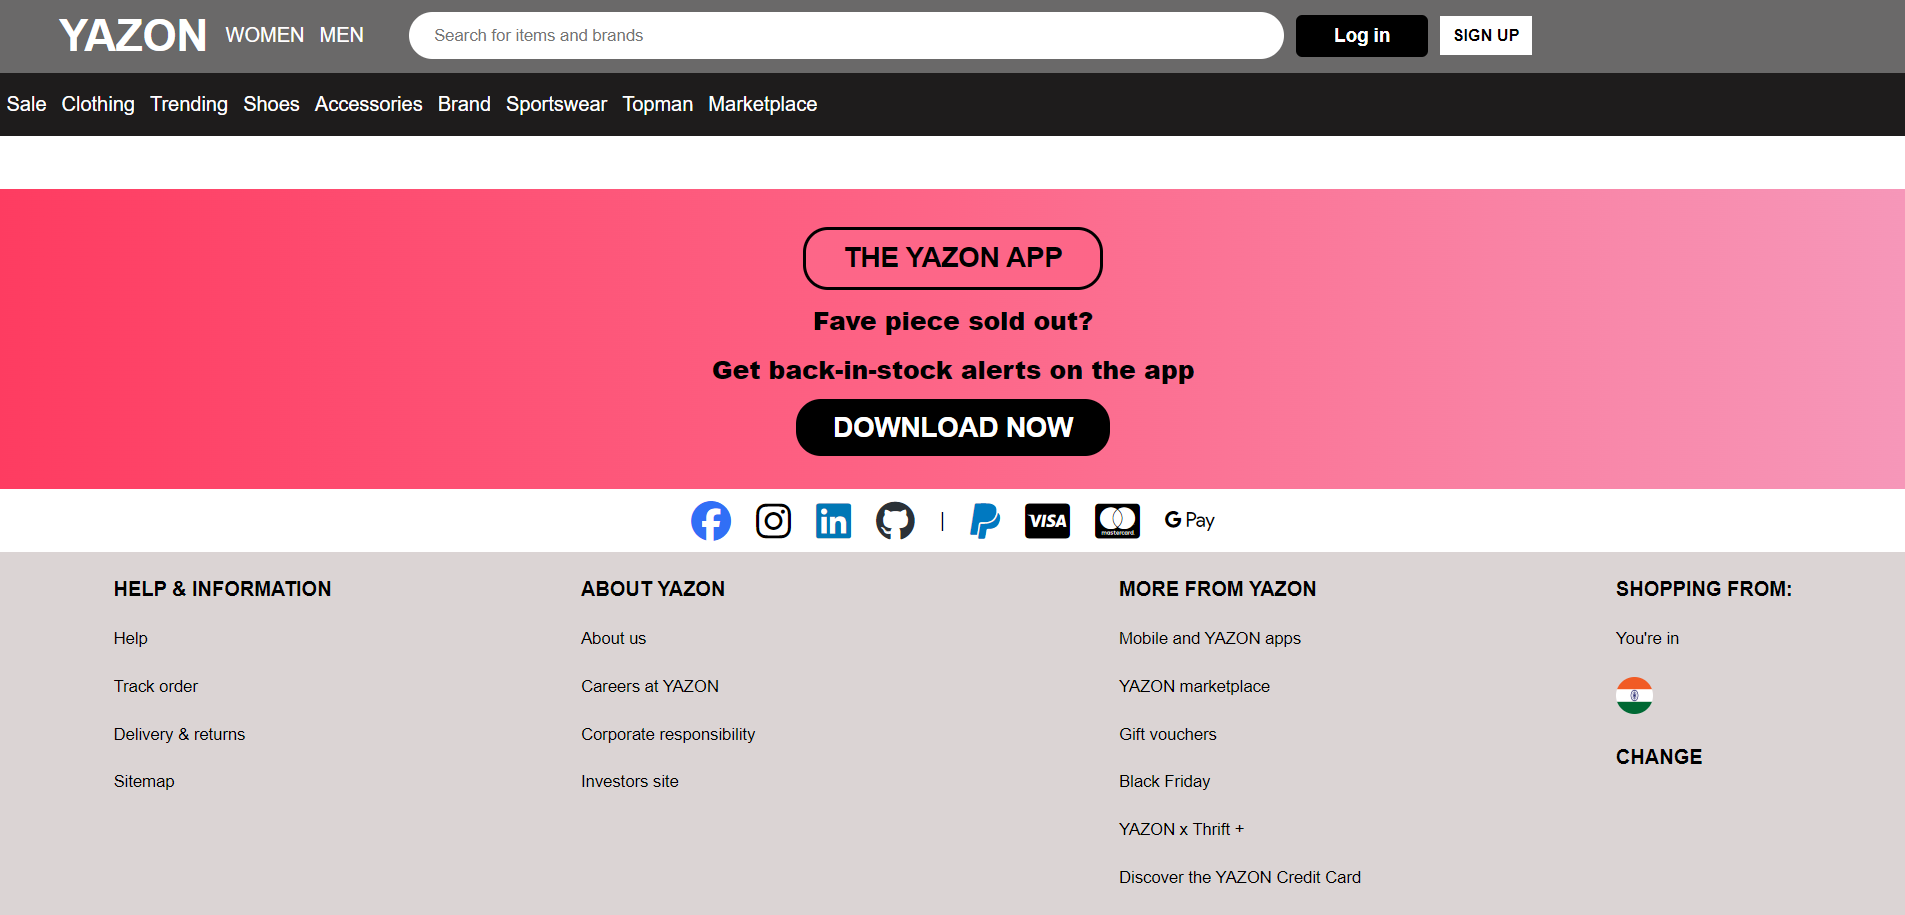 YAZON WOMEN MEN Search for items and brands Log in SIGN UP
Sale Clothing Trending Shoes Accessories Brand Sportswear Topman Marketplace
THE YAZON APP
Fave piece sold out?
Get back-in-stock alerts on the app
DOWNLOAD NOW
in | VISA mastercard G Pay
HELP & INFORMATION
Help
Track order
Delivery & returns
Sitemap
ABOUT YAZON
About us
Careers at YAZON
Corporate responsibility
Investors site
MORE FROM YAZON
Mobile and YAZON apps
YAZON marketplace
Gift vouchers
Black Friday
YAZON x Thrift +
Discover the YAZON Credit Card
SHOPPING FROM:
You're in
CHANGE